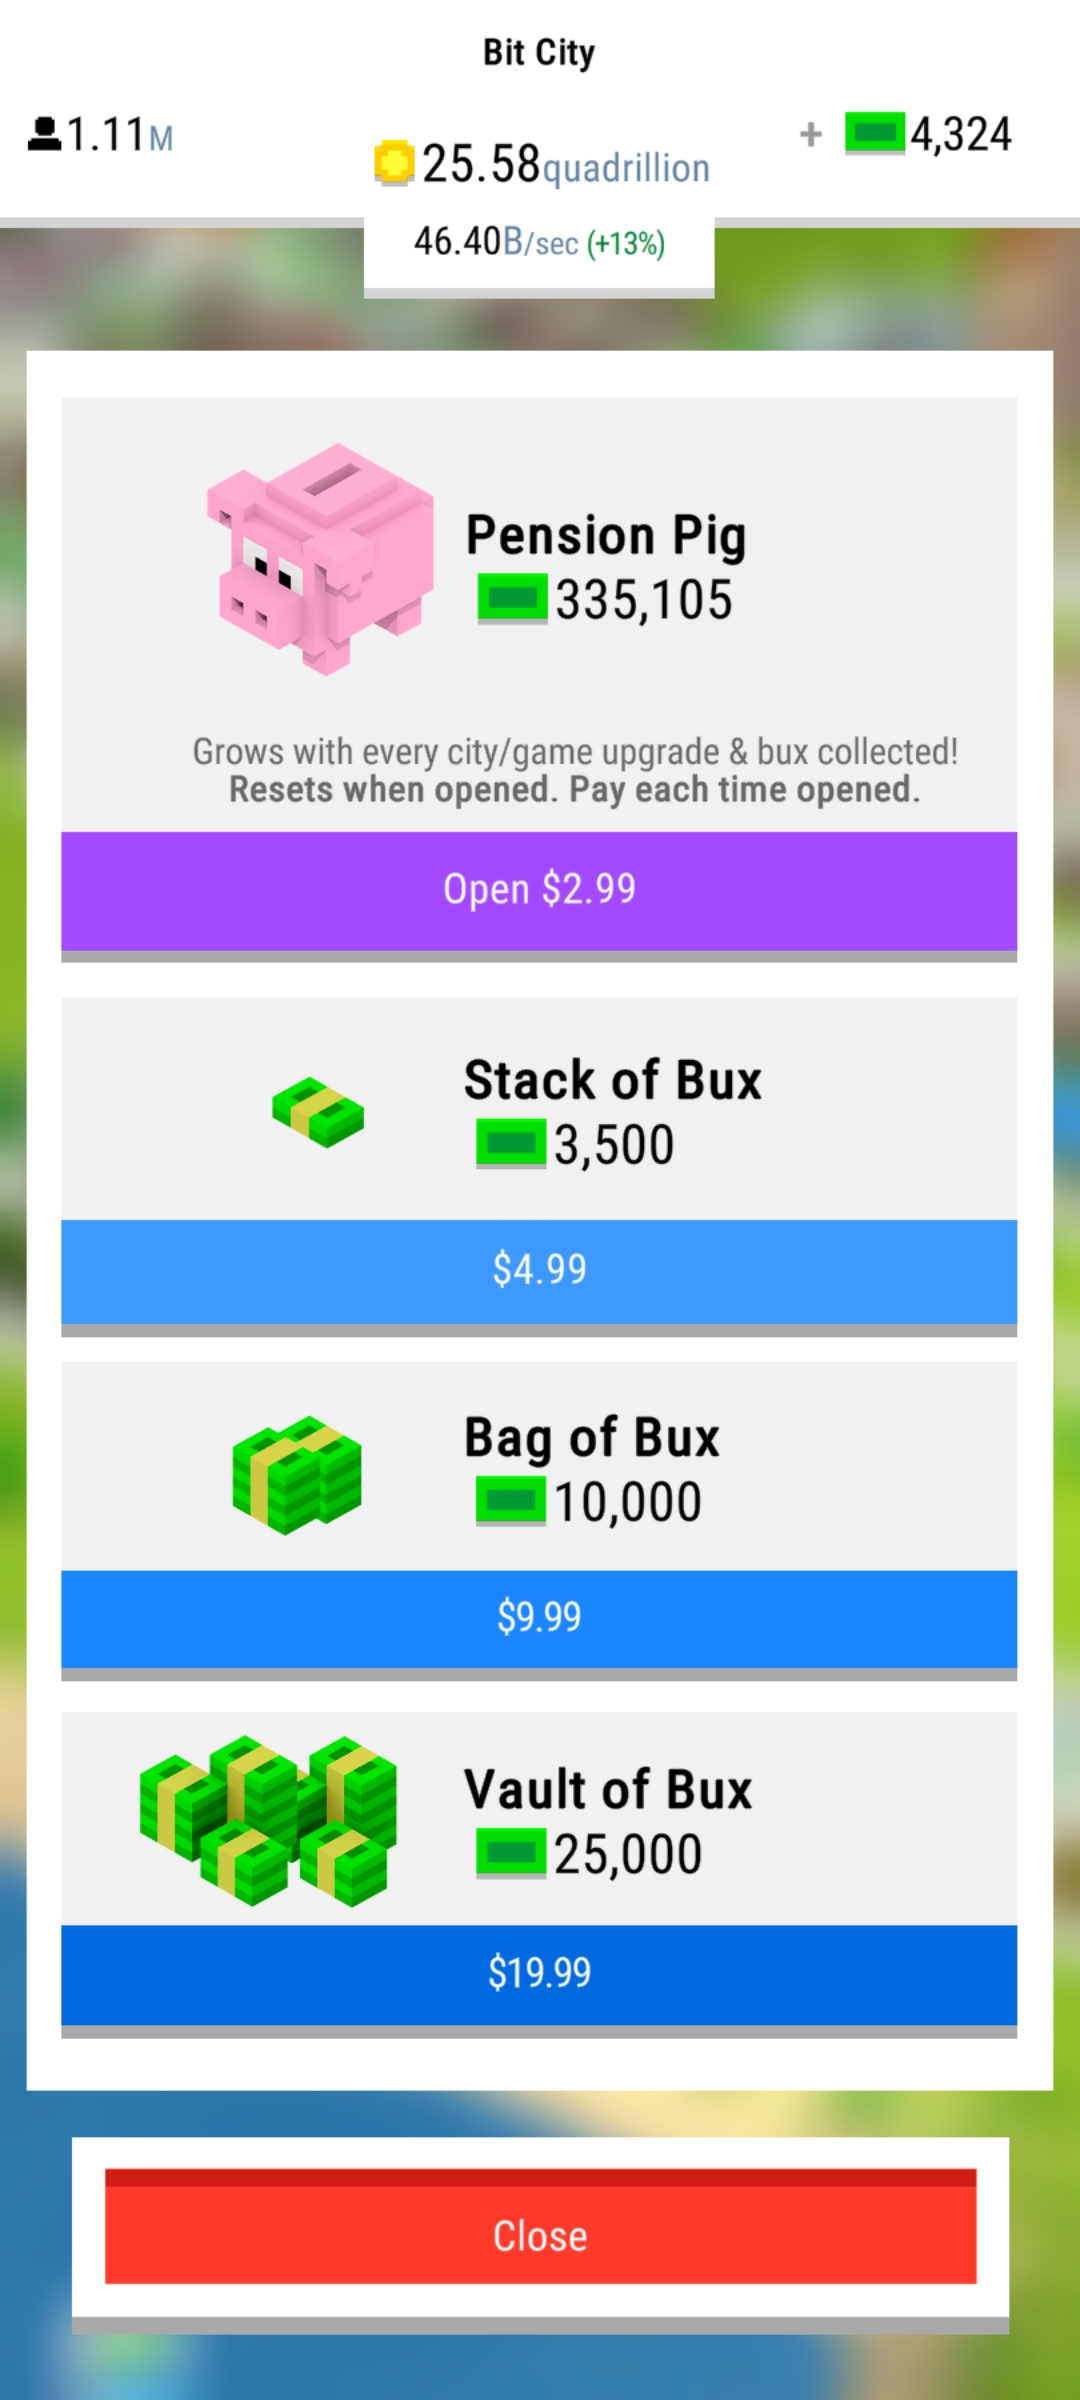 Bit City
1.11M
25.58quadrillion
+ 4,324
46.40B/sec (+13%)
Pension Pig
335,105
Grows with every city/game upgrade & bux collected!
Resets when opened. Pay each time opened.
Open $2.99
Stack of Bux
3,500
$4.99
Bag of Bux
10,000
$9.99
Vault of Bux
25,000
$19.99
Close